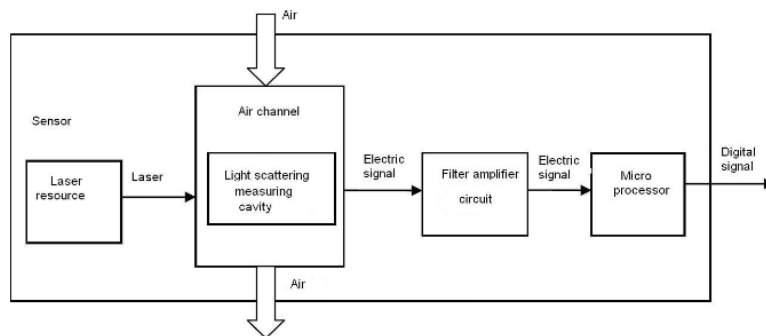 Air
Sensor
Air channel
Laser
resource
Laser
Light scattering
measuring
cavity
Electric
signal
Filter amplifier
circuit
Electric
signal
Micro
processor
Digital
signal
Air